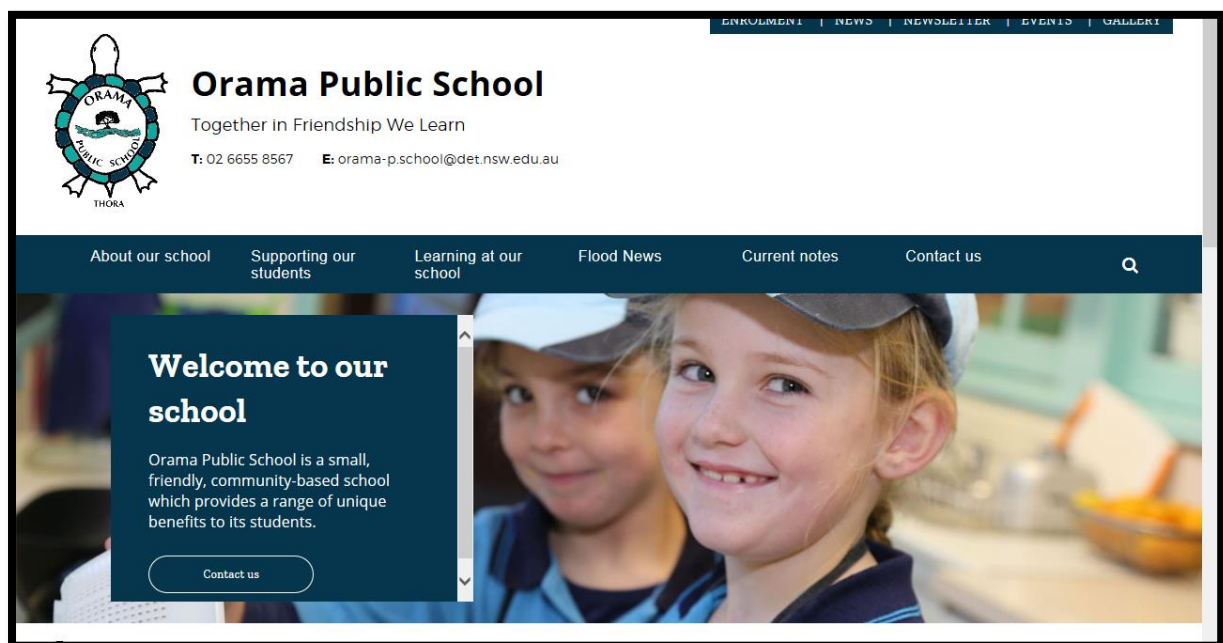 ENROLMENT | NEWS | NEWSLETTER | EVENTS | GALLERY
ORAMA
PUBLIC SCHOOL
THORA
Orama Public School
Together in Friendship We Learn
T: 02 6655 8567 E: orama-p.school@det.nsw.edu.au
About our school
Supporting our
students
Learning at our
school
Flood News
Current notes
Contact us
Welcome to our
school
Orama Public School is a small,
friendly, community-based school
which provides a range of unique
benefits to its students.
Contact us